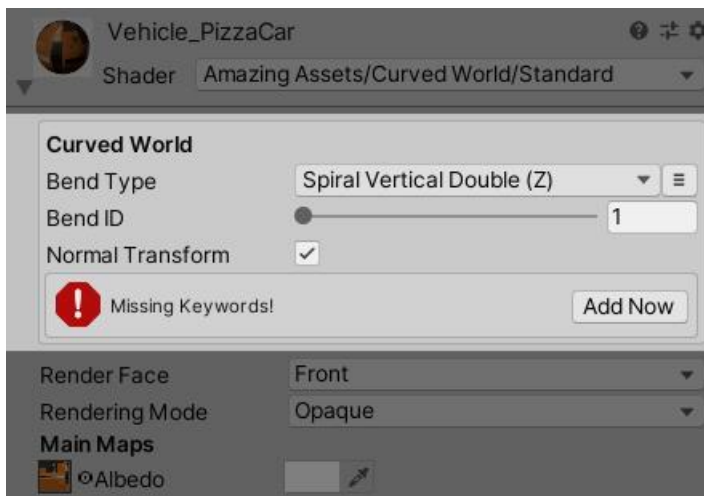 Vehicle_PizzaCar
Shader Amazing Assets/Curved World/Standard
Curved World
Bend Type Spiral Vertical Double (Z)
Bend ID 1
Normal Transform
Missing Keywords! Add Now
Render Face Front
Rendering Mode Opaque
Main Maps
Albedo